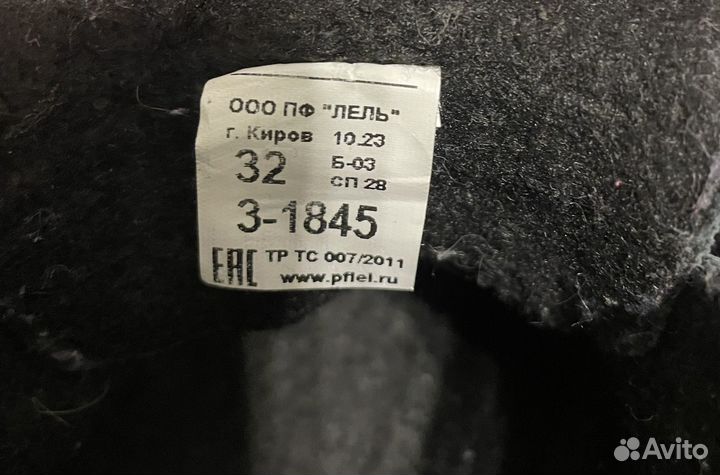 ООО ПФ "ЛЕЛЬ"
г. Киров 10.23
32 Б-03
СП 28
3-1845
ЕАС ТР ТС 007/2011
www.pflel.ru
Avito